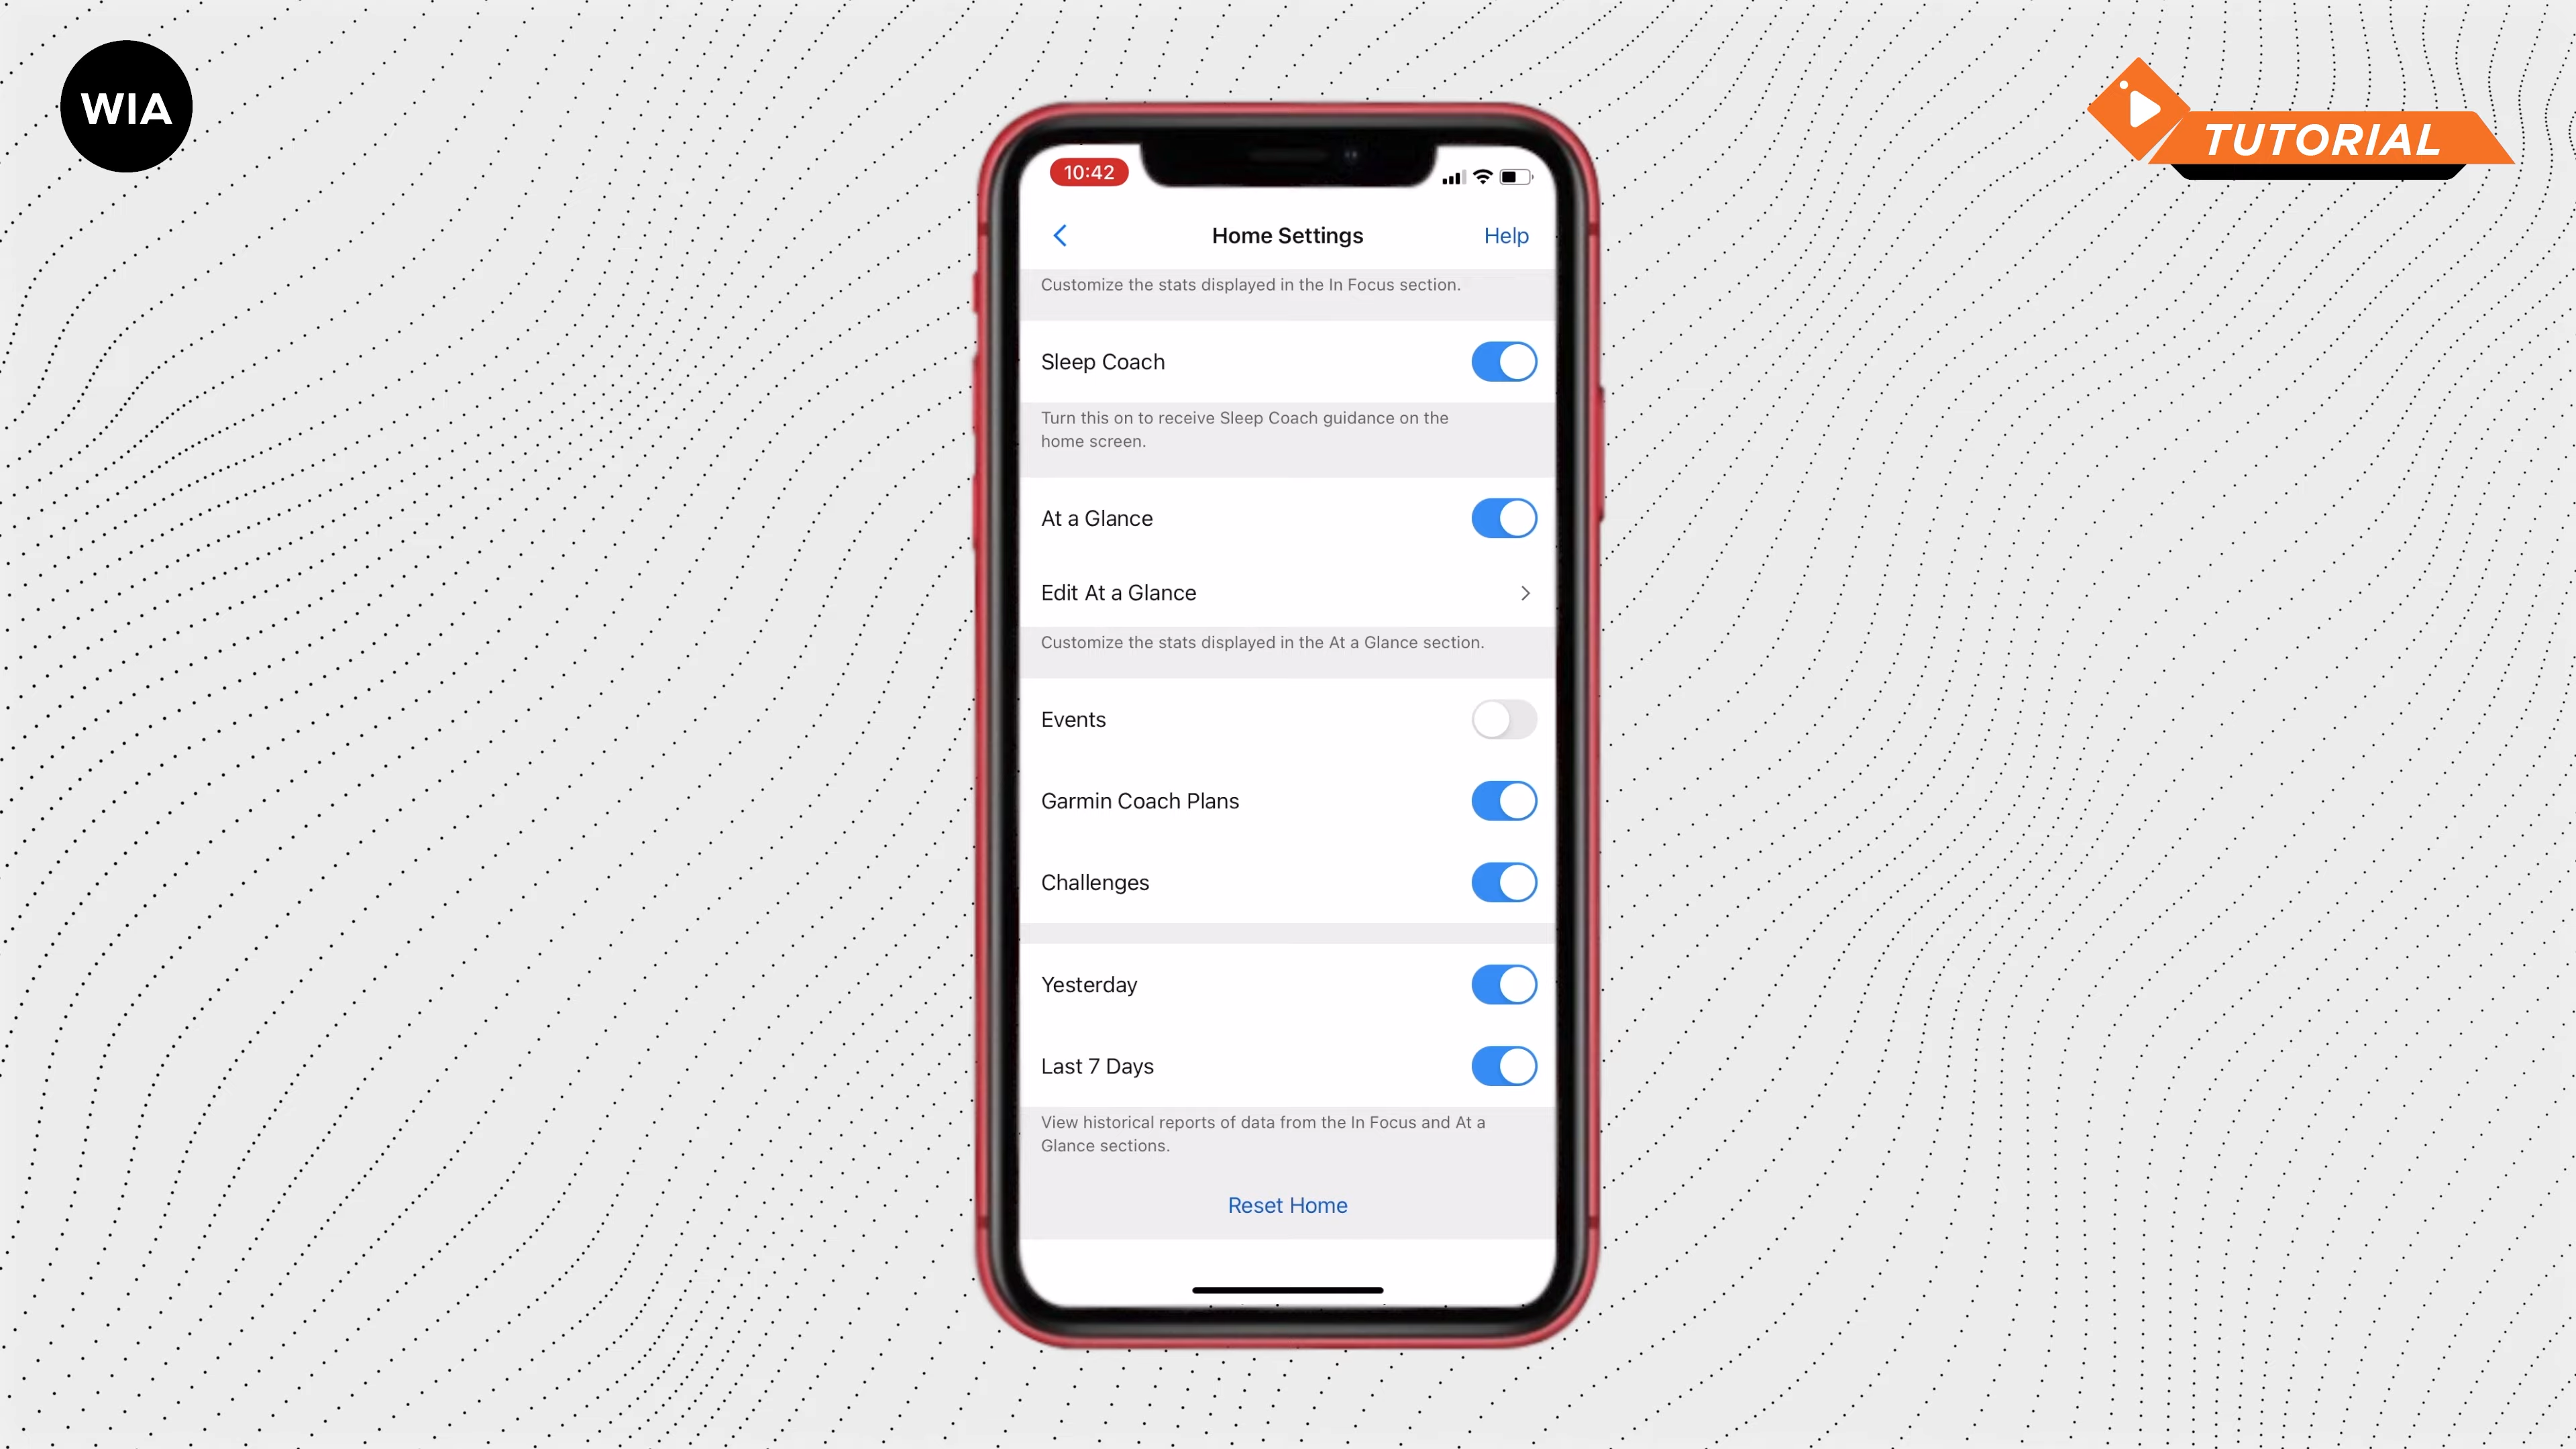 WIA
TUTORIAL
10:42
Home Settings
Help
Customize the stats displayed in the In Focus section.
Sleep Coach
Turn this on to receive Sleep Coach guidance on the
home screen.
At a Glance
Edit At a Glance
Customize the stats displayed in the At a Glance section.
Events
Garmin Coach Plans
Challenges
Yesterday
Last 7 Days
View historical reports of data from the In Focus and At a
Glance sections.
Reset Home